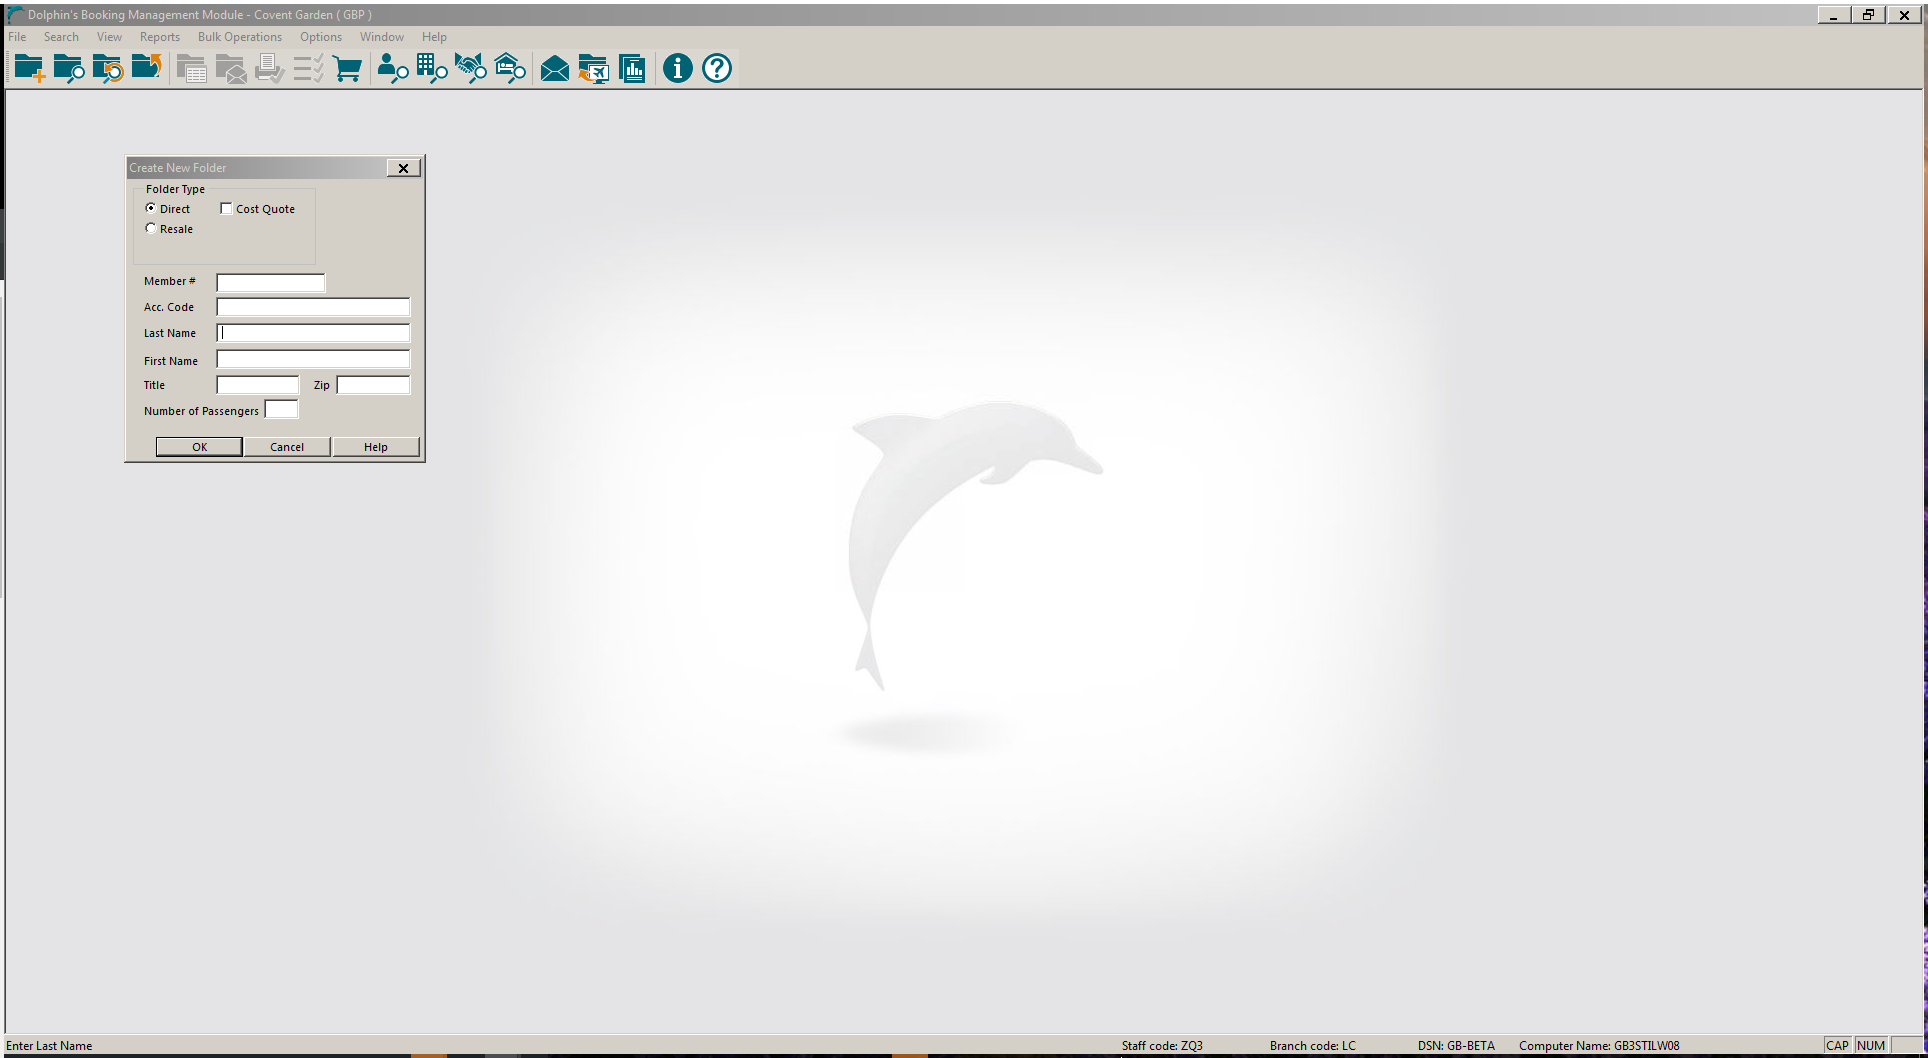 Dolphin's Booking Management Module - Covent Garden ( GBP )
File Search View Reports Bulk Operations Options Window Help
Create New Folder
Folder Type
Direct Cost Quote
Resale
Member #
Acc. Code
Last Name
First Name
Title Zip
Number of Passengers
OK Cancel Help
Enter Last Name Staff code: ZQ3 Branch code: LC DSN: GB-BETA Computer Name: GB3STILW08 CAP NUM